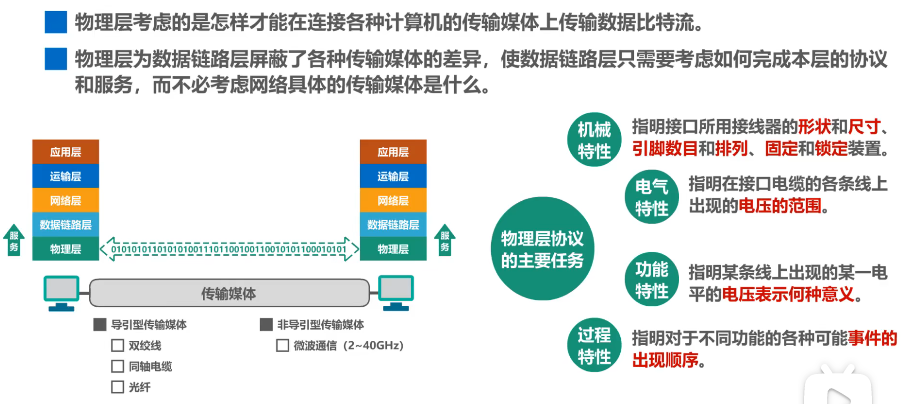 物理层考虑的是怎样才能在连接各种计算机的传输媒体上传输数据比特流。
物理层为数据链路层屏蔽了各种传输媒体的差异，使数据链路层只需要考虑如何完成本层的协议
和服务，而不必考虑网络具体的传输媒体是什么。
应用层
运输层
网络层
数据链路层
物理层
服务
应用层
运输层
网络层
数据链路层
物理层
服务
传输媒体
导引型传输媒体
双绞线
同轴电缆
光纤
非导引型传输媒体
微波通信（2~40GHz）
物理层协议
的主要任务
机械
特性
指明接口所用接线器的形状和尺寸、
引脚数目和排列、固定和锁定装置。
电气
特性
指明在接口电缆的各条线上
出现的电压的范围。
功能
特性
指明某条线上出现的某一电
平的电压表示何种意义。
过程
特性
指明对于不同功能的各种可能事件的
出现顺序。